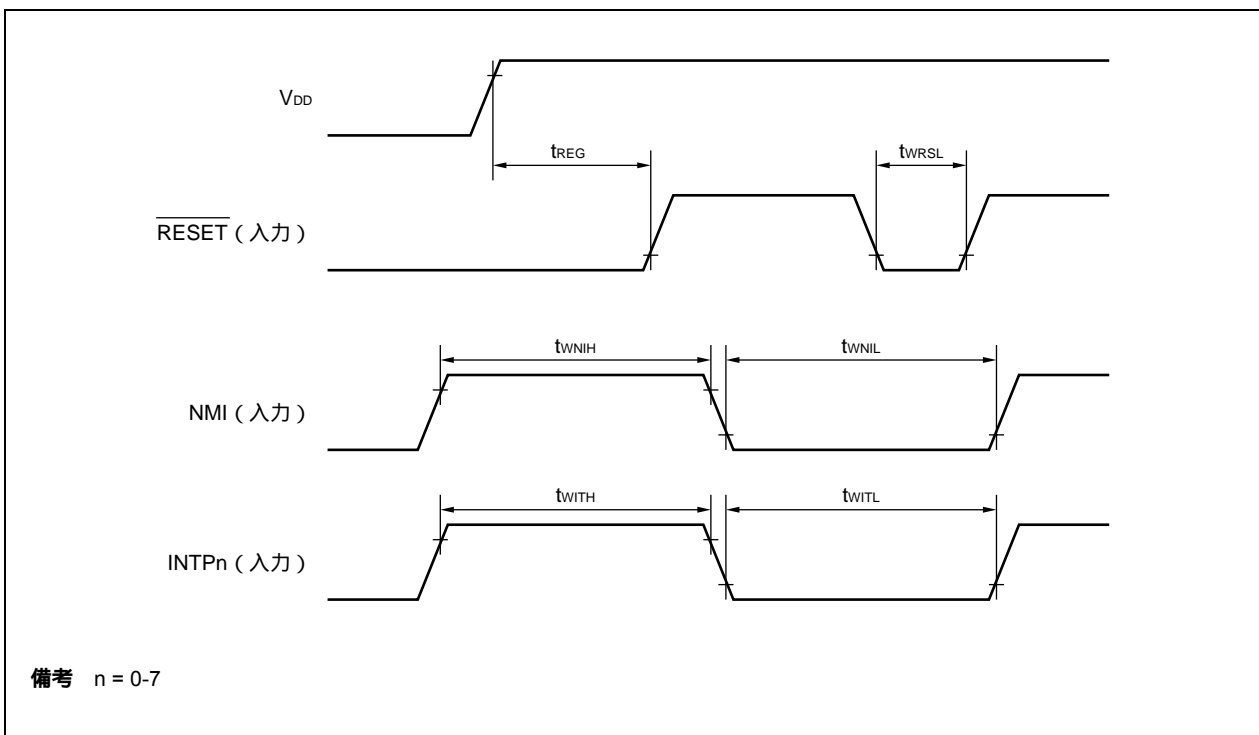 VDD
tREG
tWRSL
RESET（入力）
tWNIH
tWNIL
NMI（入力）
tWITH
tWITL
INTPn（入力）
備考 n = 0-7